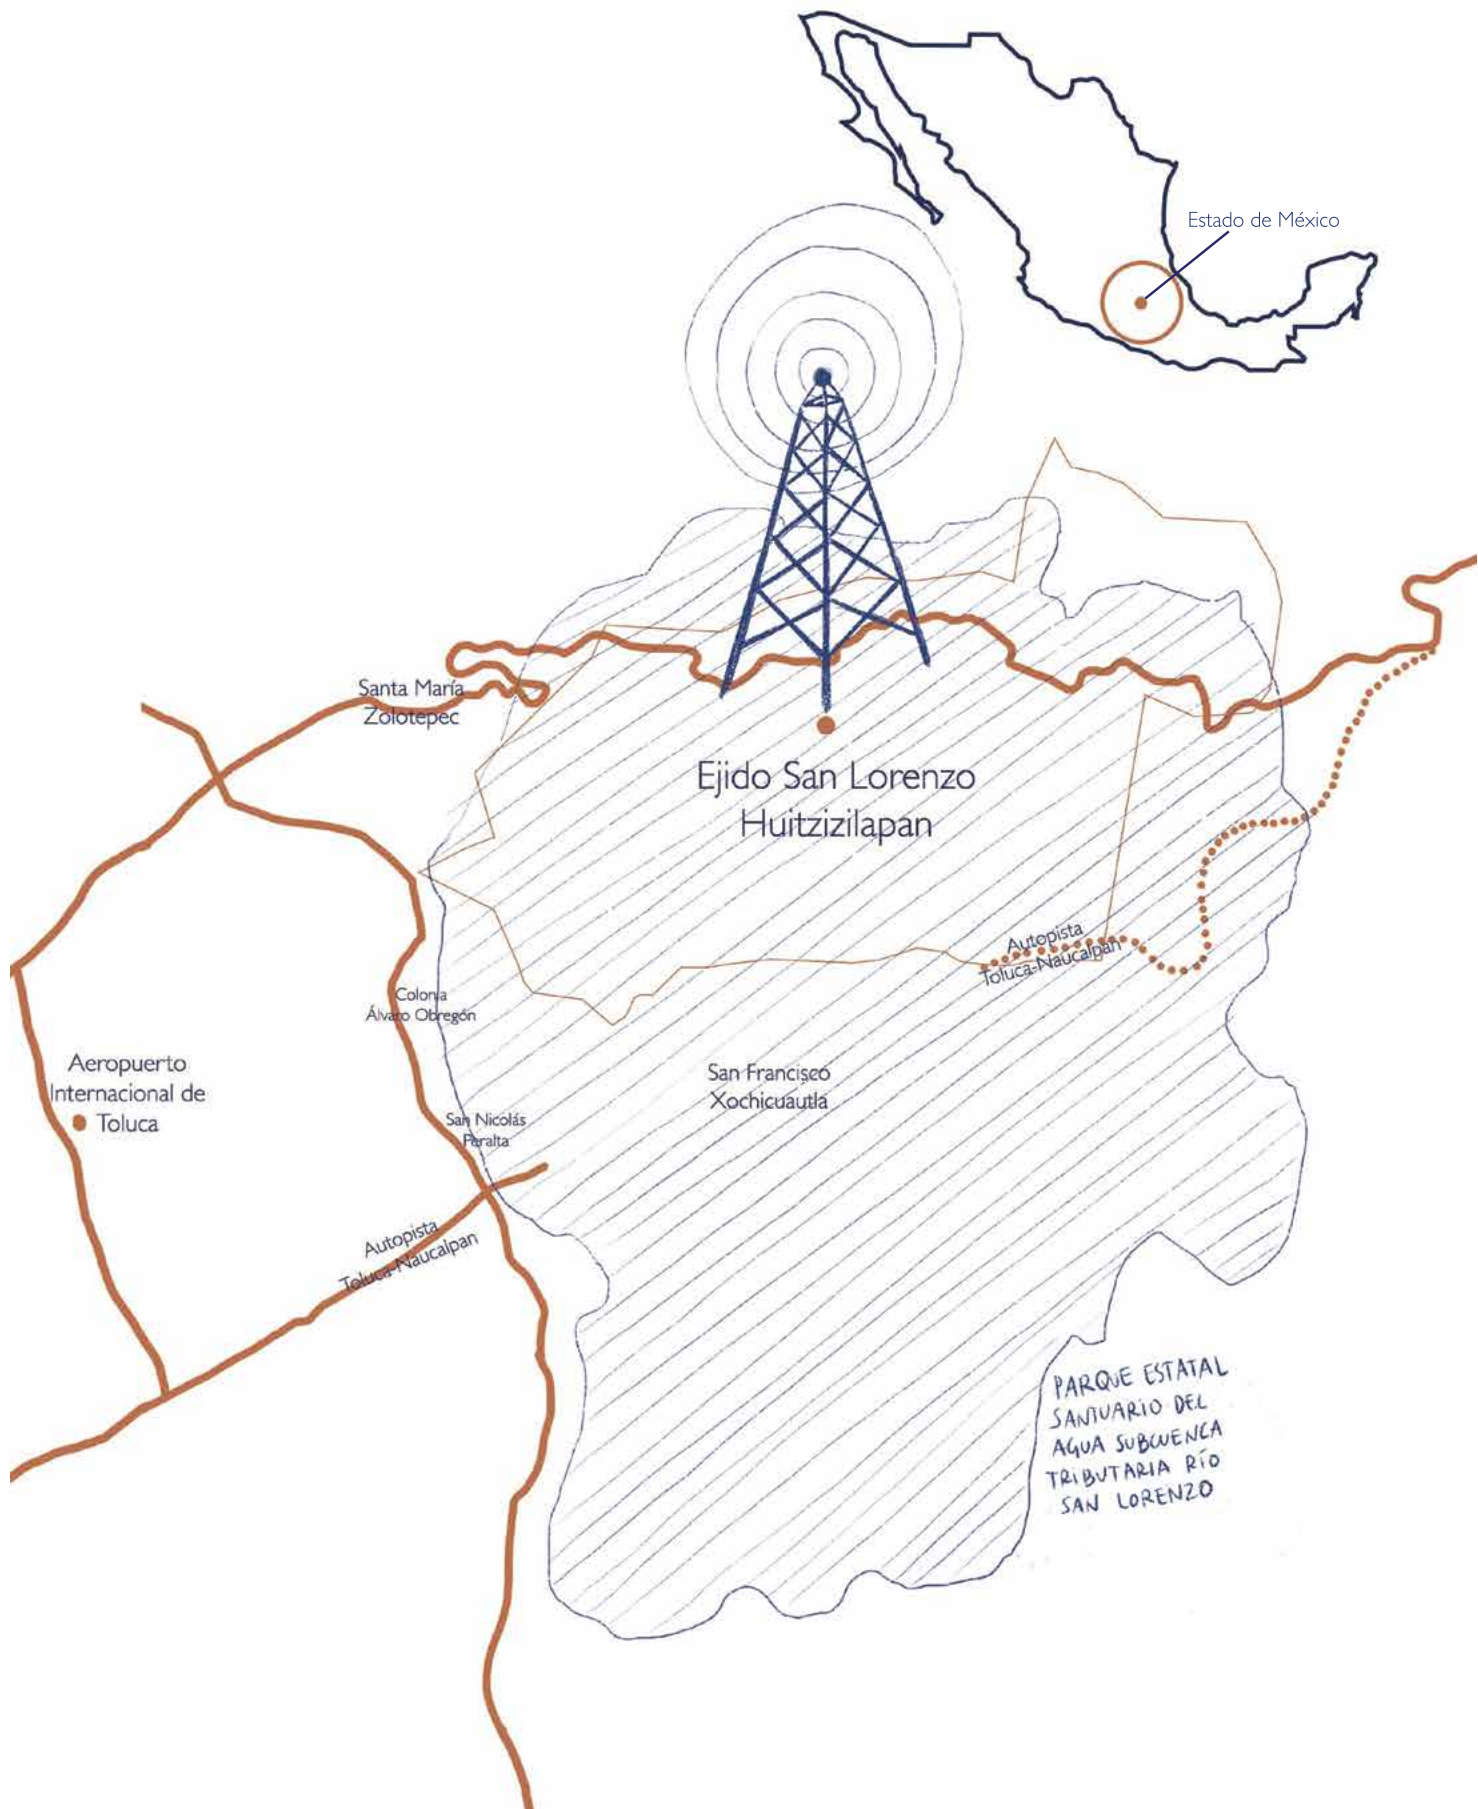 Estado de México
Santa María
Zolotepec
Ejido San Lorenzo
Huitzizilapan
Autopista
Toluca-Naucalpan
Colonia
Álvaro Obregón
Aeropuerto
Internacional de
Toluca
San Francisco
Xochicuautla
San Nicolás
Peralta
Autopista
Toluca-Naucalpan
PARQUE ESTATAL
SANTUARIO DEL
AGUA SUBCUENCA
TRIBUTARIA RÍO
SAN LORENZO